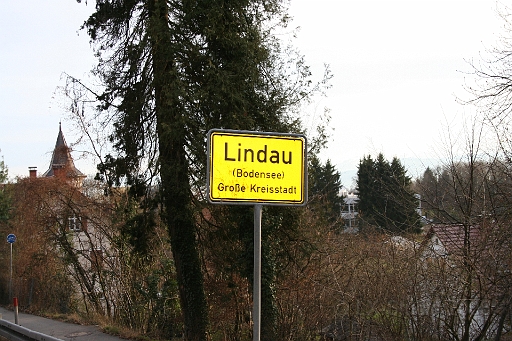 Lindau
(Bodensee)
Große Kreisstadt